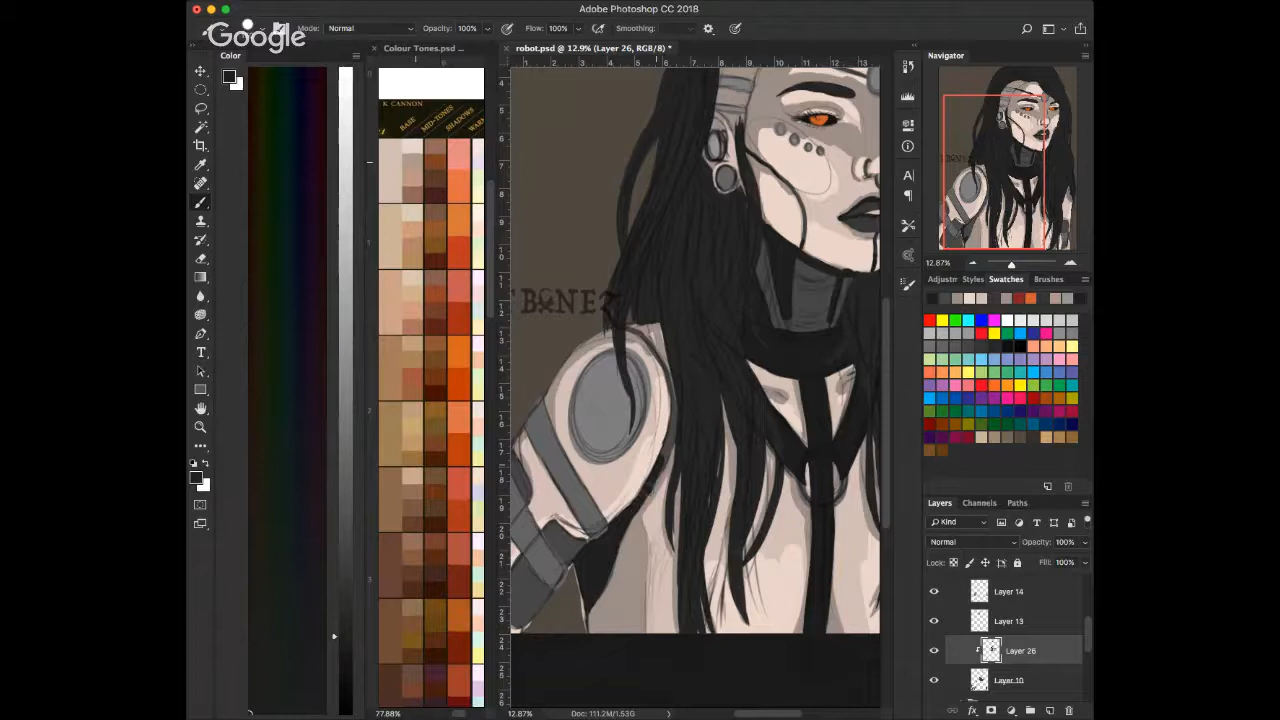 Adobe Photoshop CC 2018
Google
Mode: Normal Opacity: 100% Flow: 100% Smoothing:
Color
Colour Tones.psd ...
robot.psd @ 12.9% (Layer 26, RGB/8) *
Navigator
K CANNON
BASE
MID-TONES
SHADOWS
BONEZ
12.87%
Adjustm Styles Swatches Brushes
Layers Channels Paths
Kind
Normal Opacity: 100%
Lock: Fill: 100%
Layer 14
Layer 13
Layer 26
Layer 10
77.88%
12.87% Doc: 111.2M/1.53G